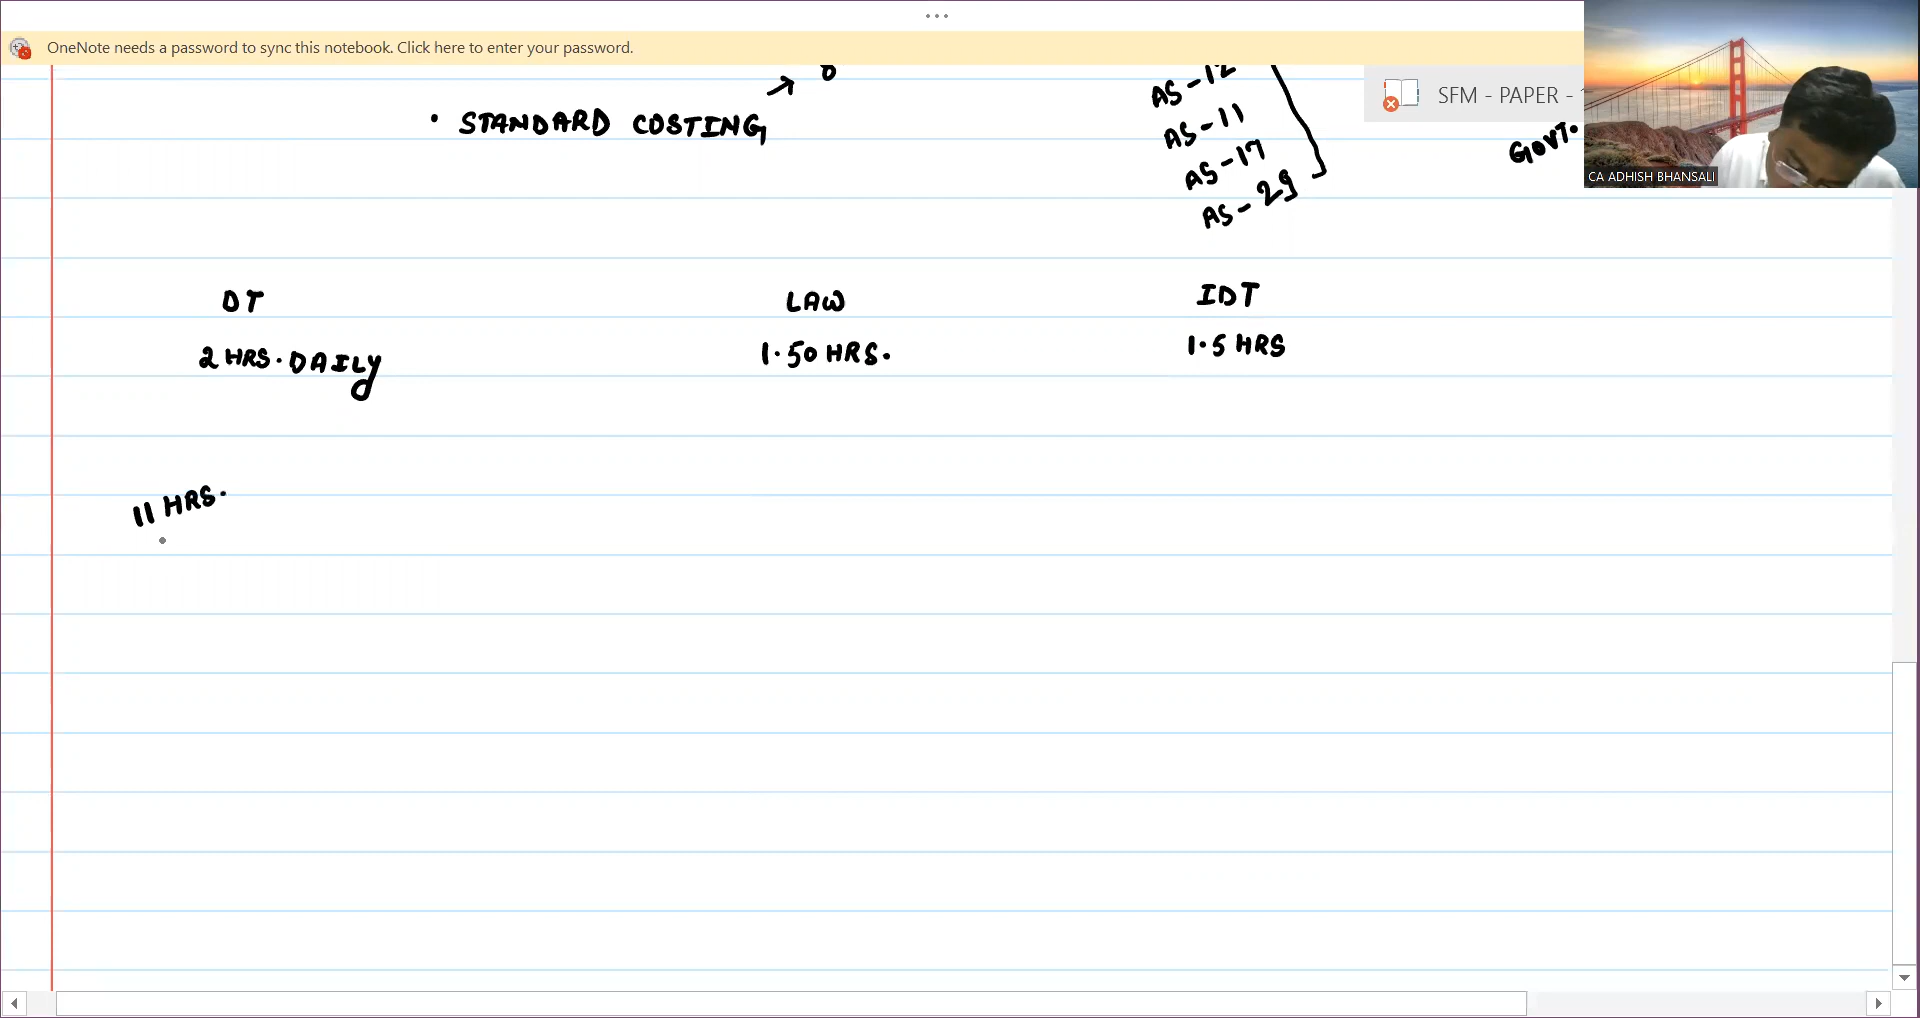 OneNote needs a password to sync this notebook. Click here to enter your password.
SFM - PAPER -
CA ADHISH BHANSALI
AS-12
AS-11
AS-17
AS-29
GOVT.
• STANDARD COSTING
DT LAW IDT
2 HRS. DAILY 1.50 HRS. 1.5 HRS
11 HRS.